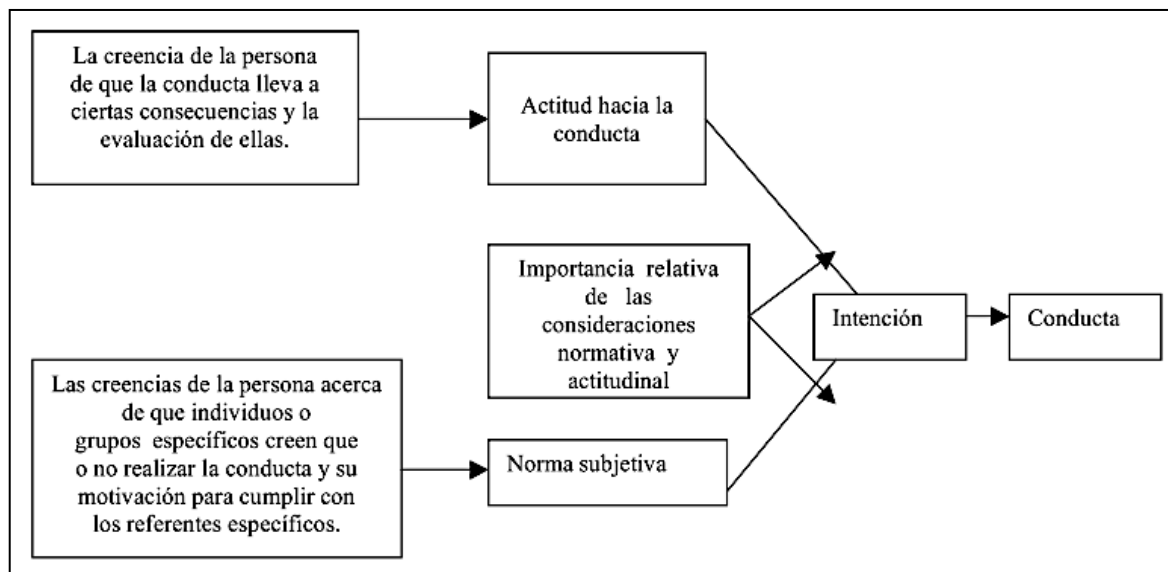 La creencia de la persona
de que la conducta lleva a
ciertas consecuencias y la
evaluación de ellas.
Actitud hacia la
conducta
Importancia relativa
de las
consideraciones
normativa y
actitudinal
Intención
Conducta
Las creencias de la persona acerca
de que individuos o
grupos específicos creen que
o no realizar la conducta y su
motivación para cumplir con
los referentes específicos.
Norma subjetiva